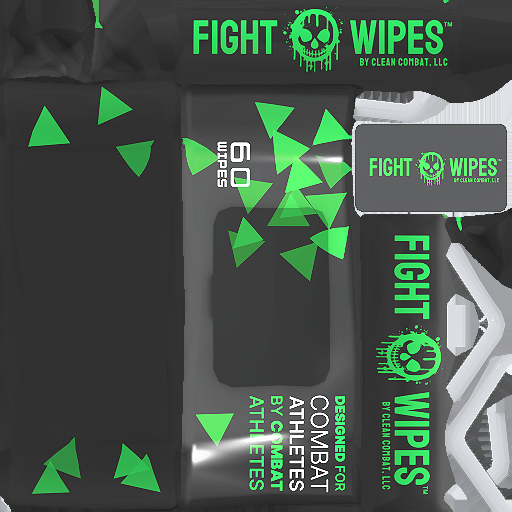 FIGHT WIPES™
BY CLEAN COMBAT, LLC
60
WIPES
FIGHT WIPES™
BY CLEAN COMBAT, LLC
FIGHT WIPES™
BY CLEAN COMBAT, LLC
DESIGNED FOR
COMBAT
ATHLETES
BY COMBAT
ATHLETES